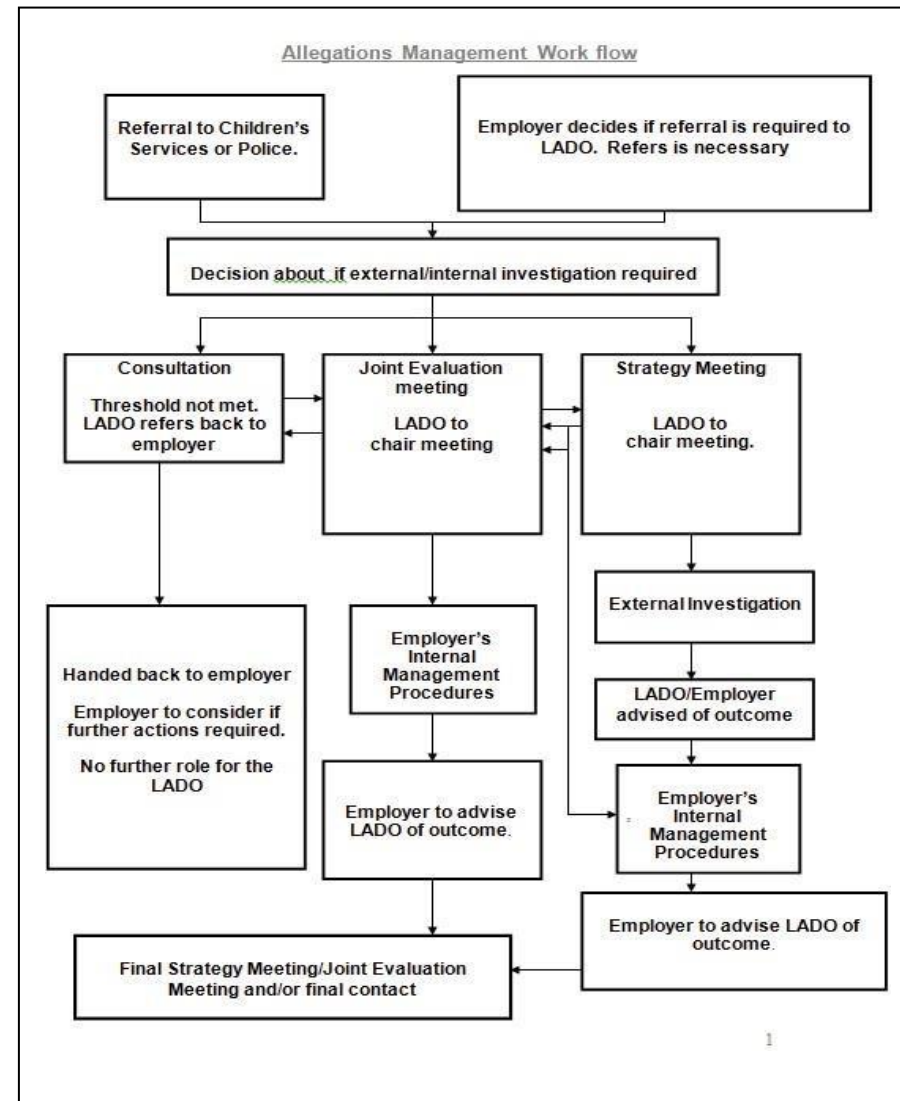 Allegations Management Work flow
Referral to Children's
Services or Police.
Employer decides if referral is required to
LADO. Refers is necessary
Decision about if external/internal investigation required
Consultation
Threshold not met.
LADO refers back to
employer
Joint Evaluation
meeting
LADO to
chair meeting
Strategy Meeting
LADO to
chair meeting.
External Investigation
Handed back to employer
Employer to consider if
further actions required.
No further role for the
LADO
Employer's
Internal
Management
Procedures
LADO/Employer
advised of outcome
Employer to advise
LADO of outcome.
Employer's
Internal
Management
Procedures
Employer to advise LADO of
outcome.
Final Strategy Meeting/Joint Evaluation
Meeting and/or final contact
1